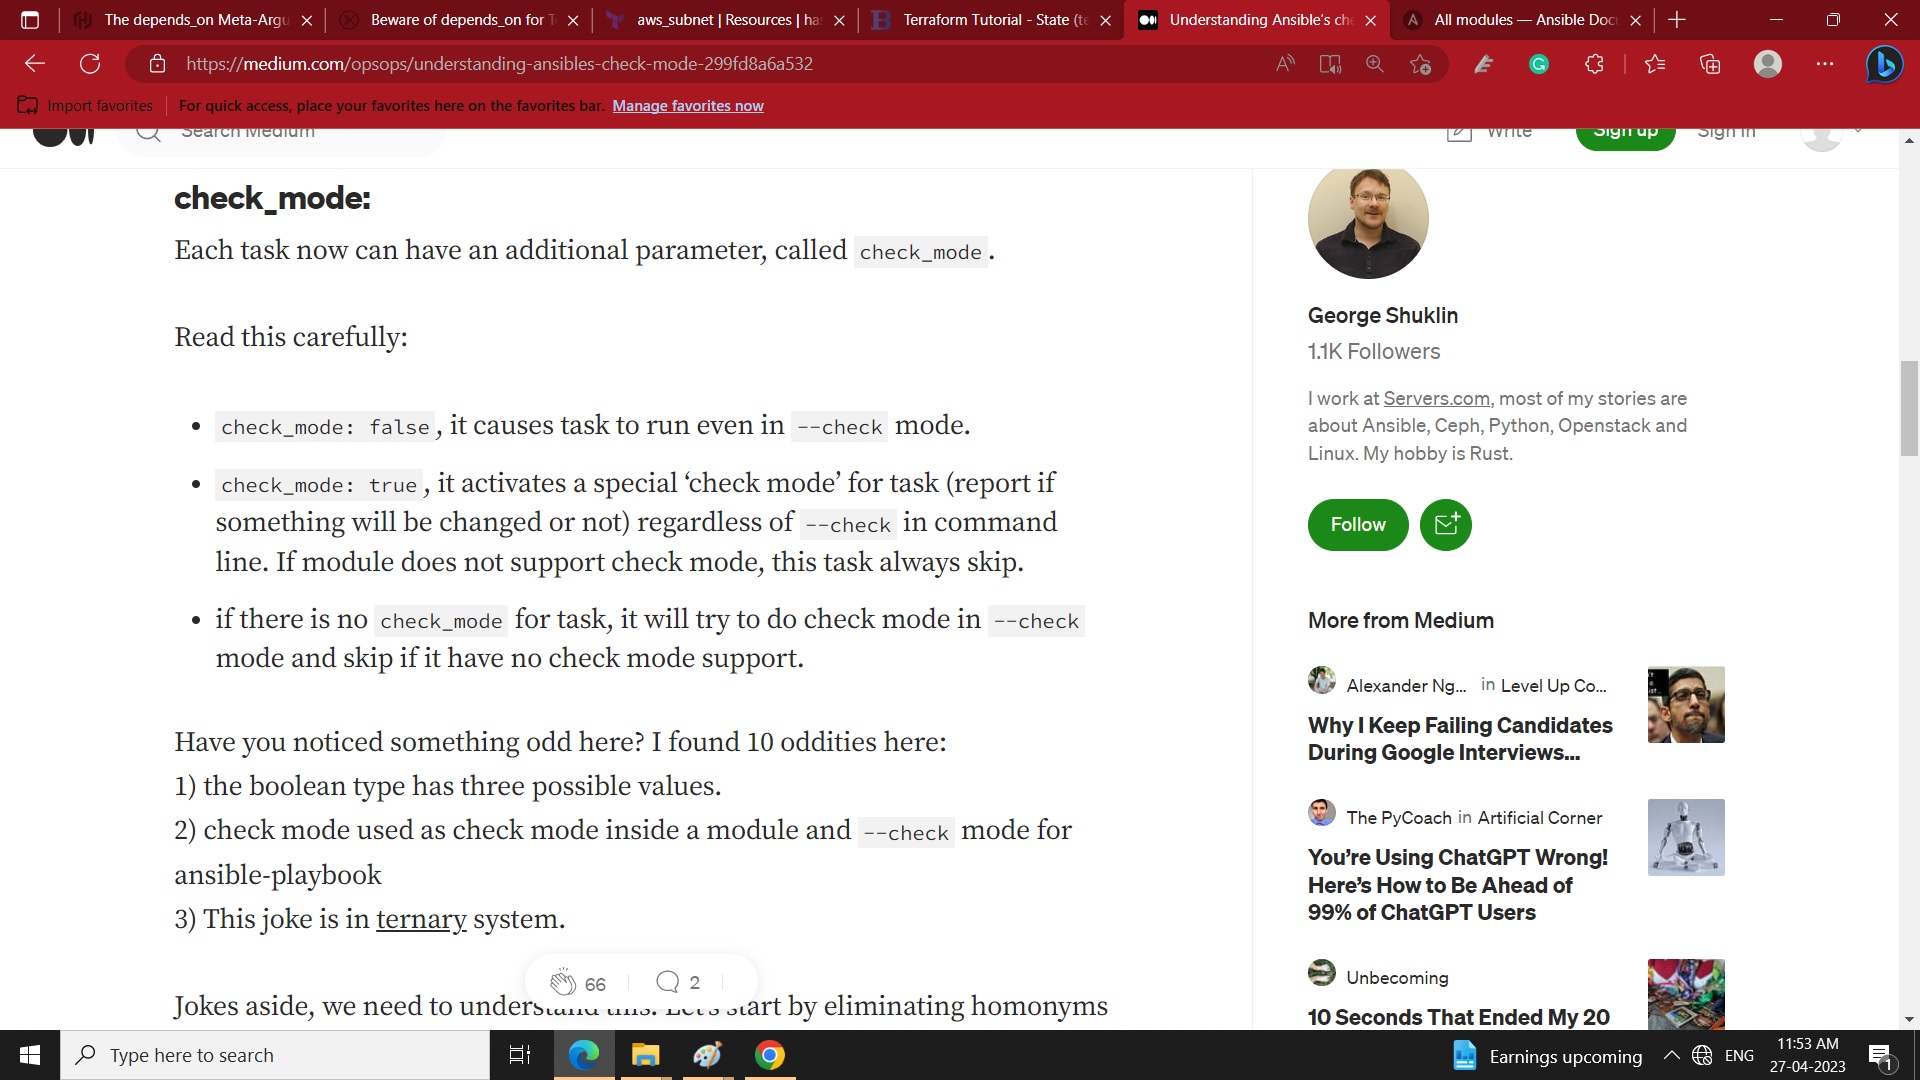 The depends_on Meta-Argu
Beware of depends_on for T
aws_subnet | Resources | ha
Terraform Tutorial - State (te
Understanding Ansible's ch
All modules — Ansible Doc
https://medium.com/opsops/understanding-ansibles-check-mode-299fd8a6a532
Import favorites
For quick access, place your favorites here on the favorites bar. Manage favorites now
Search Medium
Write
Sign up
Sign In
check_mode:
Each task now can have an additional parameter, called check_mode.
Read this carefully:
• check_mode: false, it causes task to run even in --check mode.
• check_mode: true, it activates a special ‘check mode’ for task (report if
something will be changed or not) regardless of --check in command
line. If module does not support check mode, this task always skip.
• if there is no check_mode for task, it will try to do check mode in --check
mode and skip if it have no check mode support.
Have you noticed something odd here? I found 10 oddities here:
1) the boolean type has three possible values.
2) check mode used as check mode inside a module and --check mode for
ansible-playbook
3) This joke is in ternary system.
66
2
Jokes aside, we need to understand this. Let's start by eliminating homonyms
George Shuklin
1.1K Followers
I work at Servers.com, most of my stories are
about Ansible, Ceph, Python, Openstack and
Linux. My hobby is Rust.
Follow
More from Medium
Alexander Ng... in Level Up Co...
Why I Keep Failing Candidates
During Google Interviews...
The PyCoach in Artificial Corner
You’re Using ChatGPT Wrong!
Here’s How to Be Ahead of
99% of ChatGPT Users
Unbecoming
10 Seconds That Ended My 20
Type here to search
Earnings upcoming
ENG
11:53 AM
27-04-2023
1